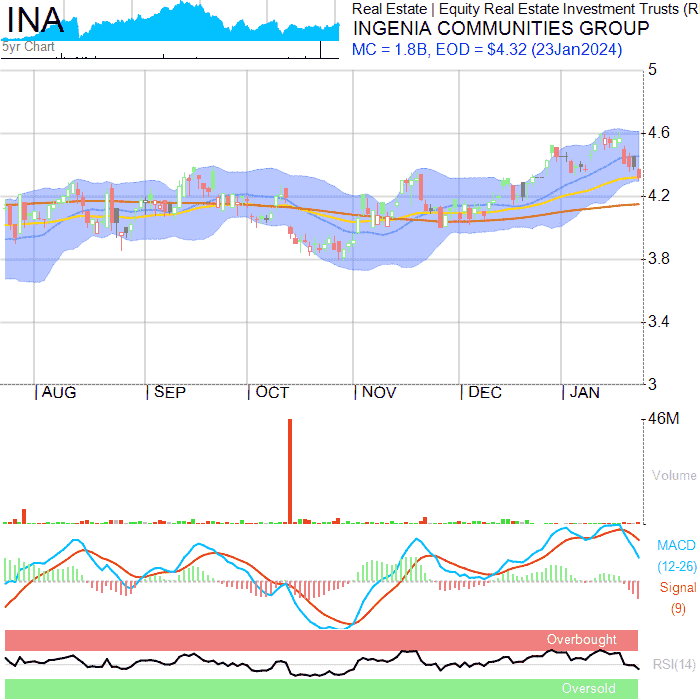 INA
5yr Chart
Real Estate | Equity Real Estate Investment Trusts (R
INGENIA COMMUNITIES GROUP
MC = 1.8B, EOD = $4.32 (23Jan2024)
5
4.6
4.2
3.8
3.4
3
| AUG
| SEP
| OCT
| NOV
| DEC
| JAN
46M
Volume
MACD
(12-26)
Signal
(9)
Overbought
RSI(14)
Oversold